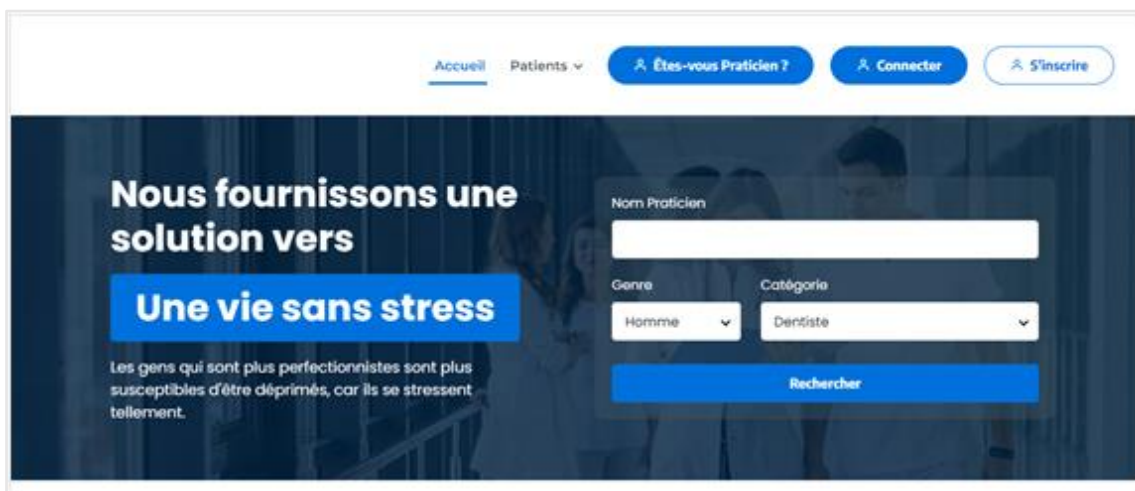 Accueil Patients Êtes-vous Praticien ? Connecter S'inscrire
Nous fournissons une
solution vers
Une vie sans stress
Les gens qui sont plus perfectionnistes sont plus
susceptibles d'être déprimés, car ils se stressent
tellement.
Nom Praticien
Genre Catégorie
Homme Dentiste
Rechercher